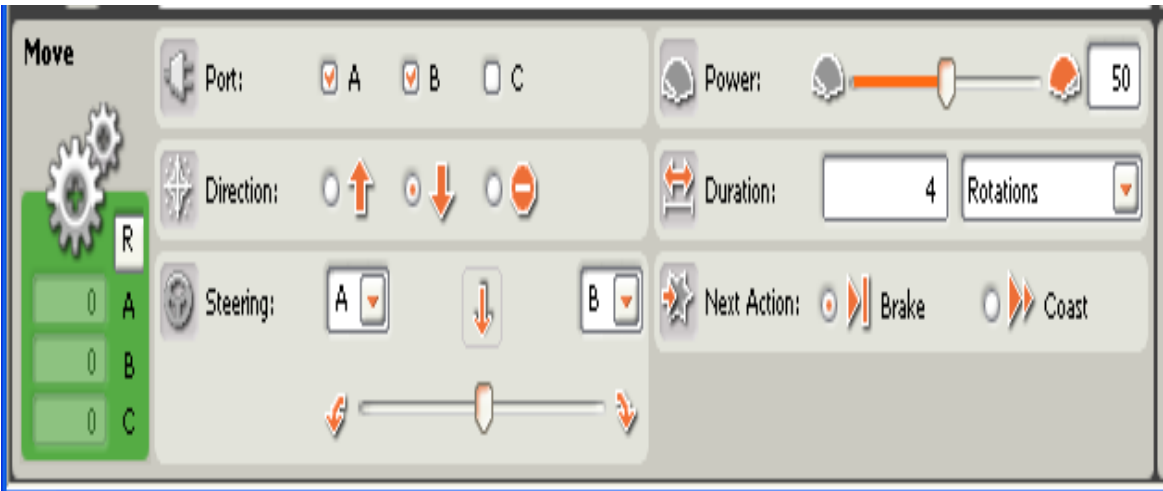 Move
Port: A B C
Power: 50
Direction:
Duration: 4 Rotations
R
Steering: A B
Next Action: Brake Coast
0 A
0 B
0 C